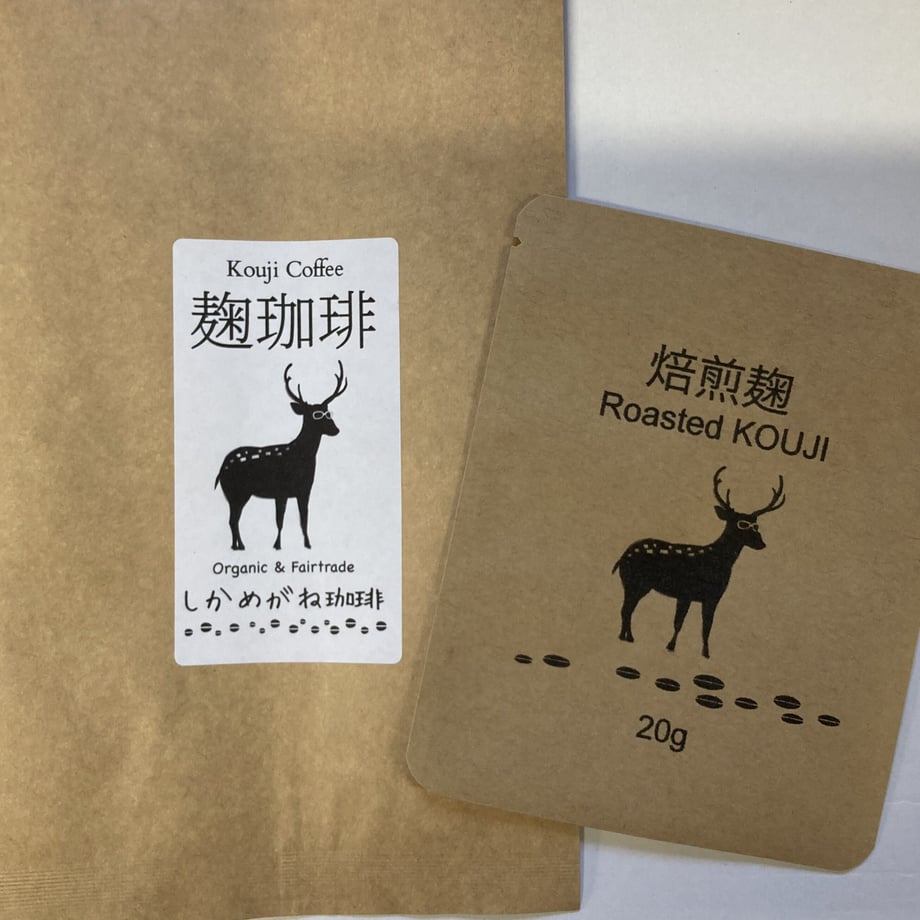 Kouji Coffee
麹珈琲
Organic & Fairtrade
しかめがね珈琲
焙煎麹
Roasted KOUJI
20g